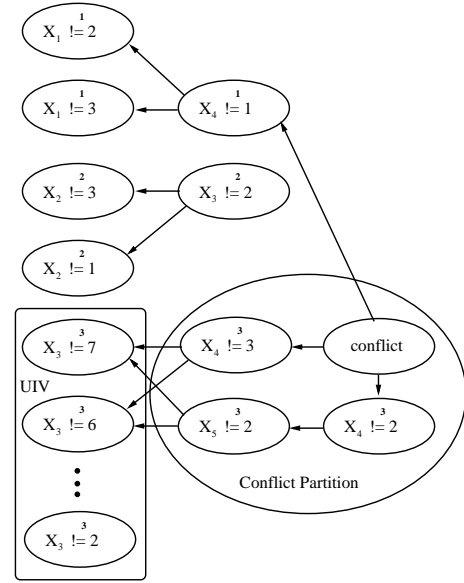 1
X1 != 2
1 1
X1 != 3 X4 != 1
2 2
X2 != 3 X3 != 2
2
X2 != 1
3 3
X3 != 7 X4 != 3 conflict
UIV
3 3 3
X3 != 6 X5 != 2 X4 != 2
Conflict Partition
3
X3 != 2